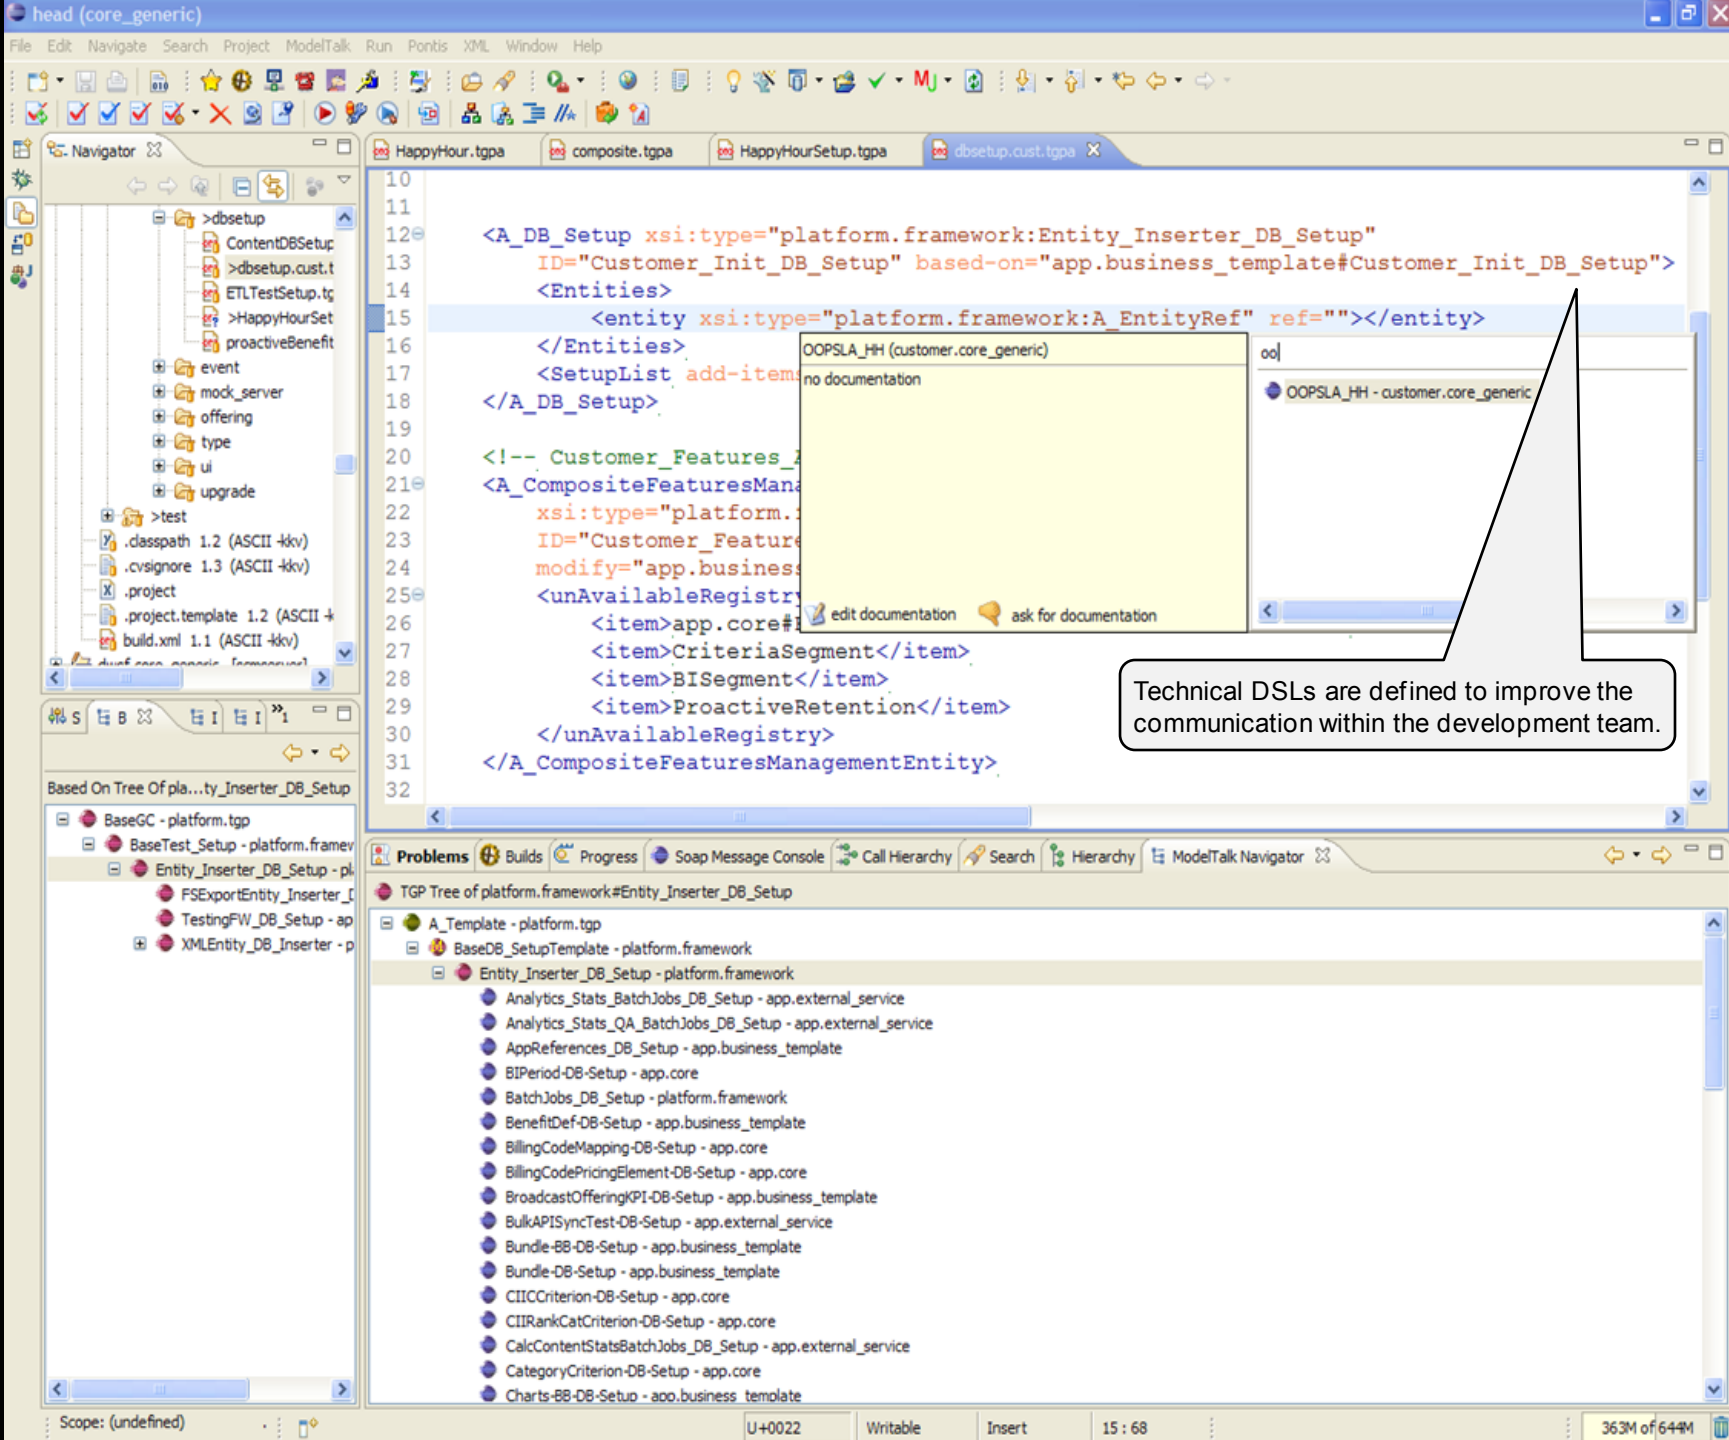 head (core_generic)
File Edit Navigate Search Project ModelTalk Run Pontis XML Window Help
Navigator
>dbsetup
ContentDBSetup
>dbsetup.cust.t
ETLTestSetup.tg
>HappyHourSet
proactiveBenefit
event
mock_server
offering
type
ui
upgrade
>test
.classpath 1.2 (ASCII -kkv)
.cvsignore 1.3 (ASCII -kkv)
.project
.project.template 1.2 (ASCII -k
build.xml 1.1 (ASCII -kkv)
HappyHour.tgpa composite.tgpa HappyHourSetup.tgpa dbsetup.cust.tgpa
10
11
12 <A_DB_Setup xsi:type="platform.framework:Entity_Inserter_DB_Setup"
13 ID="Customer_Init_DB_Setup" based-on="app.business_template#Customer_Init_DB_Setup">
14 <Entities>
15 <entity xsi:type="platform.framework:A_EntityRef" ref=""></entity>
16 </Entities>
17 <SetupList add-items
18 </A_DB_Setup>
19
20 <!-- Customer_Features_
21 <A_CompositeFeaturesMana
22 xsi:type="platform.
23 ID="Customer_Feature
24 modify="app.business
25 <unAvailableRegistry
26 <item>app.core#
27 <item>CriteriaSegment</item>
28 <item>BISegment</item>
29 <item>ProactiveRetention</item>
30 </unAvailableRegistry>
31 </A_CompositeFeaturesManagementEntity>
32
OOPSLA_HH (customer.core_generic)
no documentation
edit documentation ask for documentation
oo
OOPSLA_HH - customer.core_generic
Technical DSLs are defined to improve the
communication within the development team.
S B I I »1
Based On Tree Of pla...ty_Inserter_DB_Setup
BaseGC - platform.tgp
BaseTest_Setup - platform.framew
Entity_Inserter_DB_Setup - pl
FSExportEntity_Inserter_D
TestingFW_DB_Setup - ap
XMLEntity_DB_Inserter - p
Problems Builds Progress Soap Message Console Call Hierarchy Search Hierarchy ModelTalk Navigator
TGP Tree of platform.framework#Entity_Inserter_DB_Setup
A_Template - platform.tgp
BaseDB_SetupTemplate - platform.framework
Entity_Inserter_DB_Setup - platform.framework
Analytics_Stats_BatchJobs_DB_Setup - app.external_service
Analytics_Stats_QA_BatchJobs_DB_Setup - app.external_service
AppReferences_DB_Setup - app.business_template
BIPeriod-DB-Setup - app.core
BatchJobs_DB_Setup - platform.framework
BenefitDef-DB-Setup - app.business_template
BillingCodeMapping-DB-Setup - app.core
BillingCodePricingElement-DB-Setup - app.core
BroadcastOfferingKPI-DB-Setup - app.business_template
BulkAPISyncTest-DB-Setup - app.external_service
Bundle-BB-DB-Setup - app.business_template
Bundle-DB-Setup - app.business_template
CIICCriterion-DB-Setup - app.core
CIIRankCatCriterion-DB-Setup - app.core
CalcContentStatsBatchJobs_DB_Setup - app.external_service
CategoryCriterion-DB-Setup - app.core
Charts-BB-DB-Setup - app.business_template
Scope: (undefined) U+0022 Writable Insert 15 : 68 363M of 644M